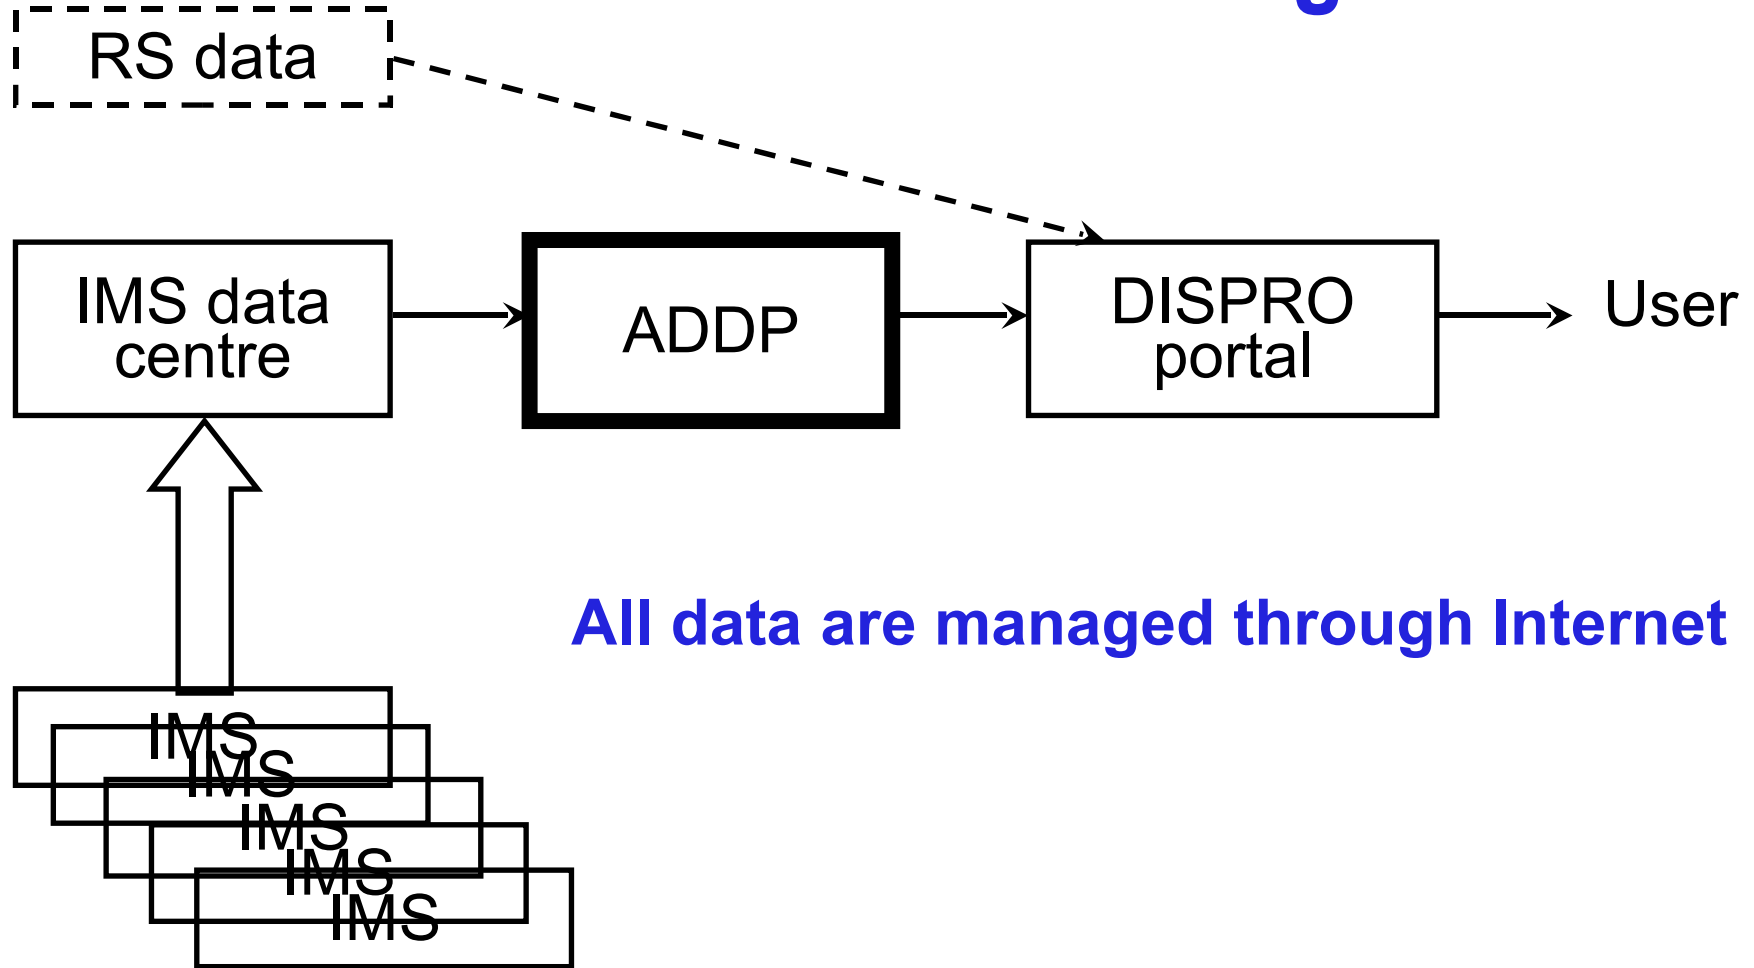 RS data
IMS data
centre
ADDP
DISPRO
portal
User
All data are managed through Internet
IMS
IMS
IMS
IMS
IMS